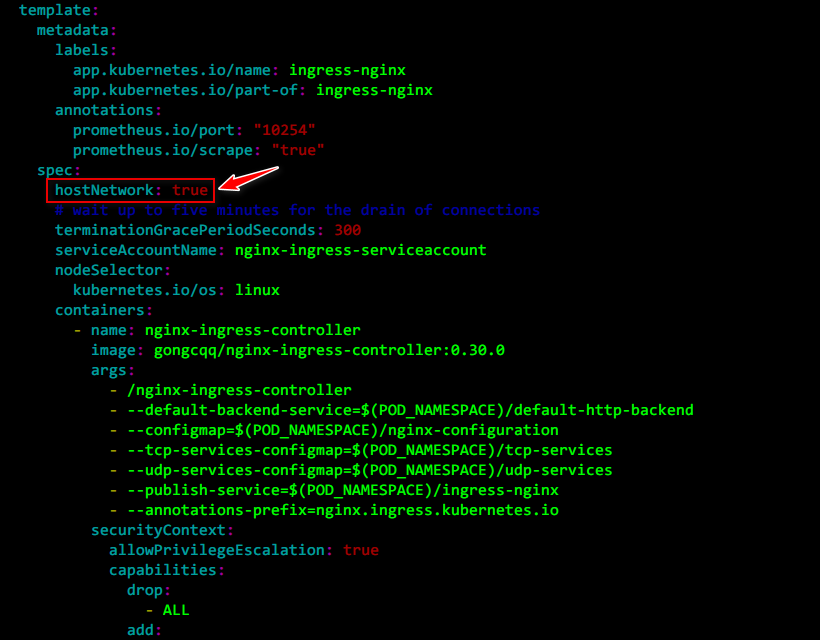 template:
  metadata:
    labels:
      app.kubernetes.io/name: ingress-nginx
      app.kubernetes.io/part-of: ingress-nginx
    annotations:
      prometheus.io/port: "10254"
      prometheus.io/scrape: "true"
  spec:
    hostNetwork: true
    # wait up to five minutes for the drain of connections
    terminationGracePeriodSeconds: 300
    serviceAccountName: nginx-ingress-serviceaccount
    nodeSelector:
      kubernetes.io/os: linux
    containers:
      - name: nginx-ingress-controller
        image: gongcqq/nginx-ingress-controller:0.30.0
        args:
          - /nginx-ingress-controller
          - --default-backend-service=$(POD_NAMESPACE)/default-http-backend
          - --configmap=$(POD_NAMESPACE)/nginx-configuration
          - --tcp-services-configmap=$(POD_NAMESPACE)/tcp-services
          - --udp-services-configmap=$(POD_NAMESPACE)/udp-services
          - --publish-service=$(POD_NAMESPACE)/ingress-nginx
          - --annotations-prefix=nginx.ingress.kubernetes.io
        securityContext:
          allowPrivilegeEscalation: true
          capabilities:
            drop:
              - ALL
            add: